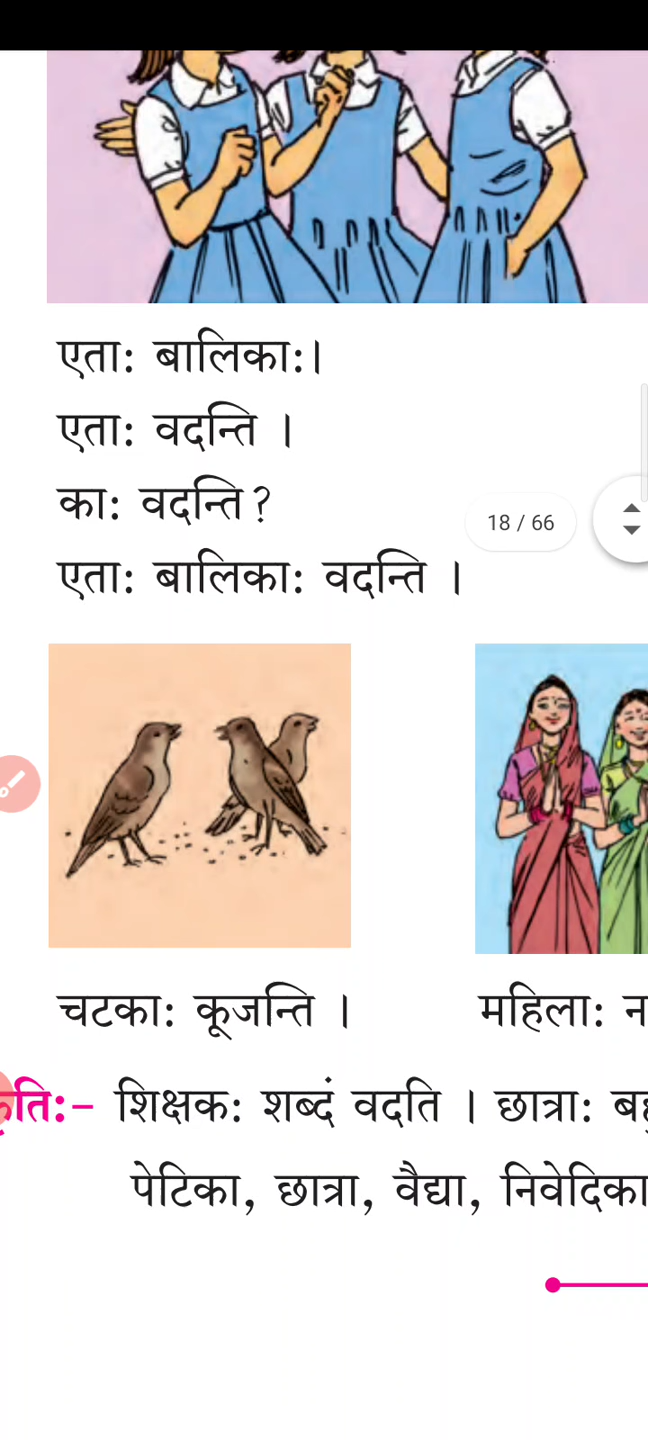 एताः बालिकाः।
एताः वदन्ति ।
काः वदन्ति?
18 / 66
एताः बालिकाः वदन्ति ।
चटकाः कूजन्ति ।
महिलाः
शिक्षकः शब्दं वदति । छात्राः
पेटिका, छात्रा, वैद्या, निवेदिका